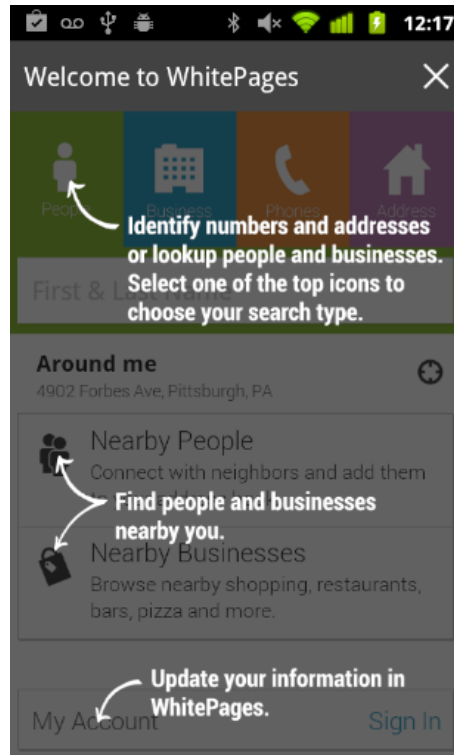 12:17
Welcome to WhitePages
People Business Phones Address
Identify numbers and addresses
or lookup people and businesses.
Select one of the top icons to
choose your search type.
First & Last Name
Around me
4902 Forbes Ave, Pittsburgh, PA
Nearby People
Connect with neighbors and add them
Find people and businesses
nearby you.
Nearby Businesses
Browse nearby shopping, restaurants,
bars, pizza and more.
Update your information in
WhitePages.
My Account Sign In